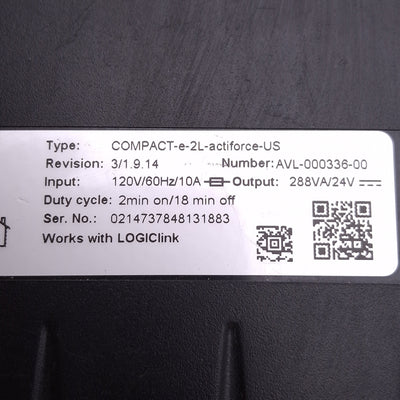 Type: COMPACT-e-2L-actiforce-US
Revision: 3/1.9.14 Number: AVL-000336-00
Input: 120V/60Hz/10A Output: 288VA/24V
Duty cycle: 2min on/18 min off
Ser. No.: 0214737848131883
Works with LOGIClink